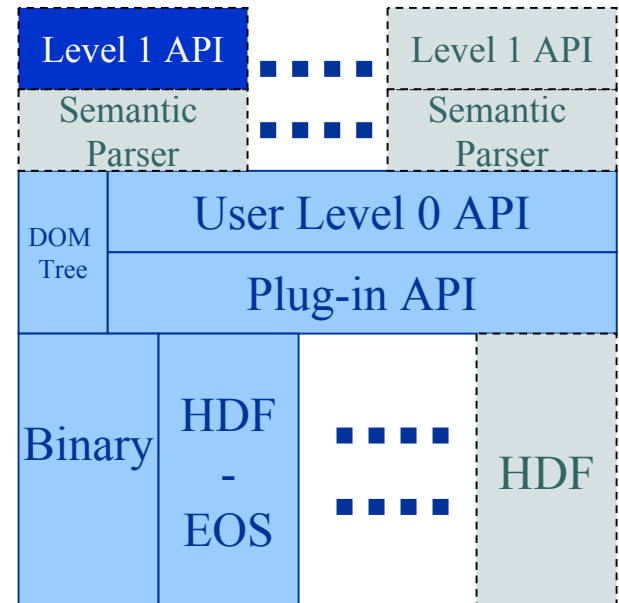 Level 1 API
Level 1 API
Semantic
Parser
Semantic
Parser
DOM
Tree
User Level 0 API
Plug-in API
Binary
HDF
-
EOS
HDF